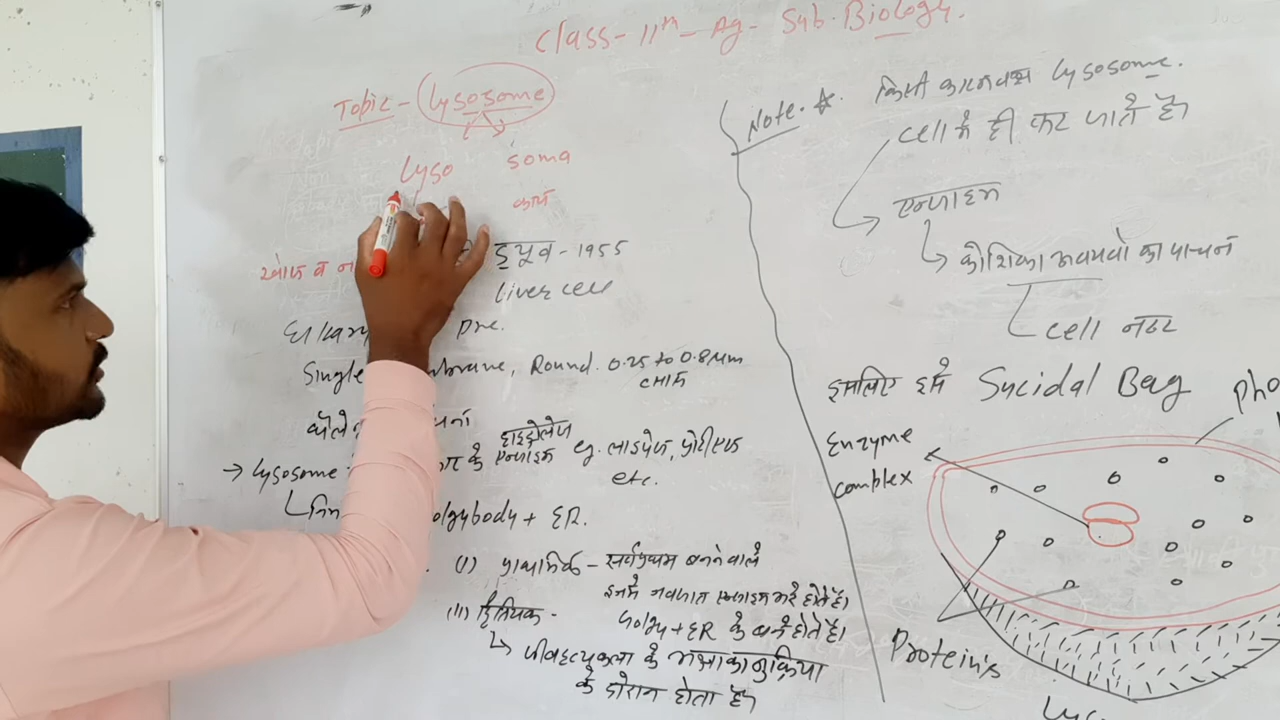 Class - 11th - Ag - Sub. Biology.
Topic - Lysosome
Lyso soma
काय
खोज व
डूयूव - 1955
liver cell
pre.
Single, Round. 0.25 to 0.8 μm
etc.
हाइड्रोलेज
→ Lysosome के एन्जाइम eg. लाइपेज, प्रोटीएज
golgybody + ER.
(i) प्राथमिक - सर्वप्रथम बनने वाले
इनमें नवजात एन्जाइम भरे होते है।
(ii) द्वितियक -
golgy + ER के बने होते है।
↳ जीवद्रव्यकला के
के दौरान होता है।
Note. ☆. किसी कारणवश Lysosome.
cell में ही फट जाते है।
→ एन्जाइम
→ कोशिका अवयवो का पाचन
cell नष्ट
इसलिए इसे Sucidal Bag
Pho
Enzyme
complex
Protein's